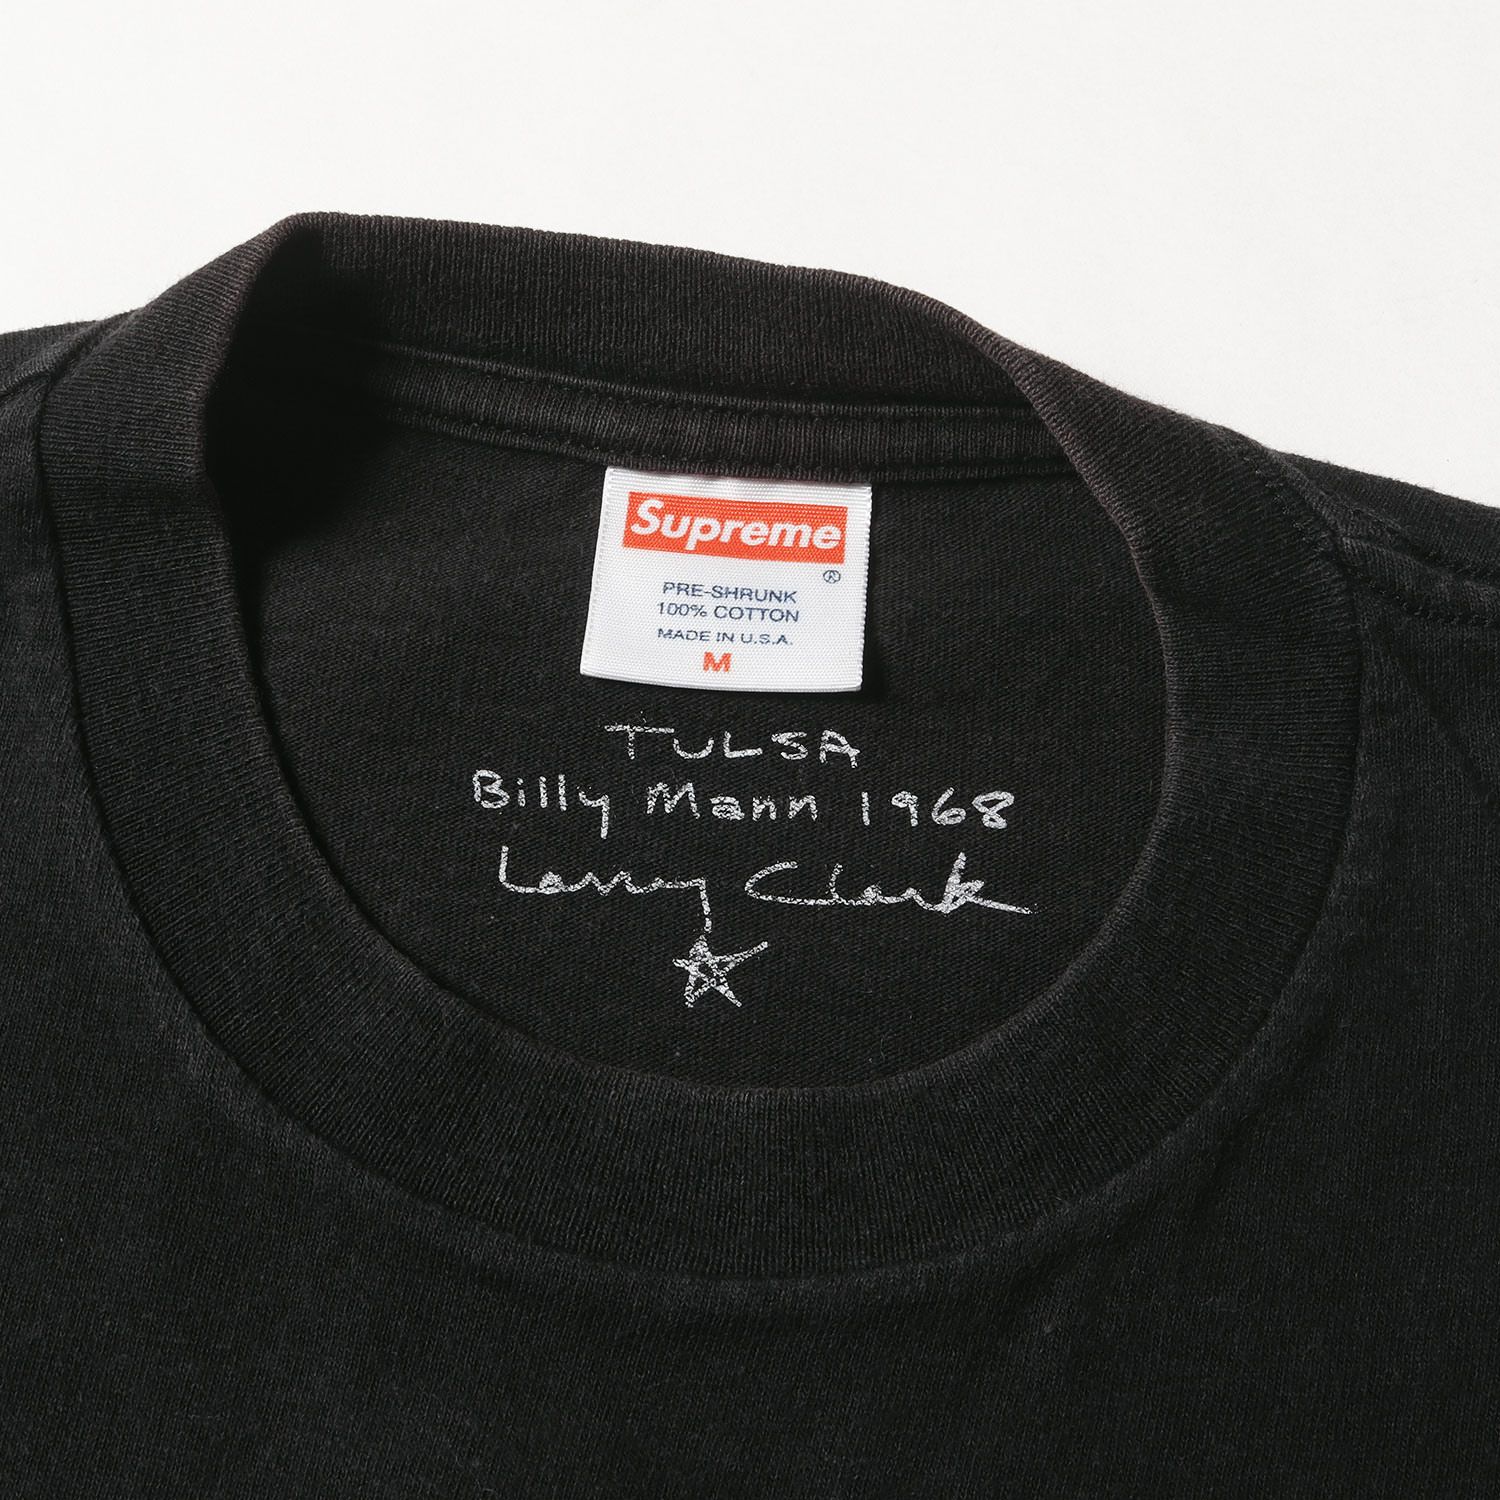 Supreme
®
PRE-SHRUNK
100% COTTON
MADE IN U.S.A.
M
TULSA
Billy Mann 1968
Larry Clark